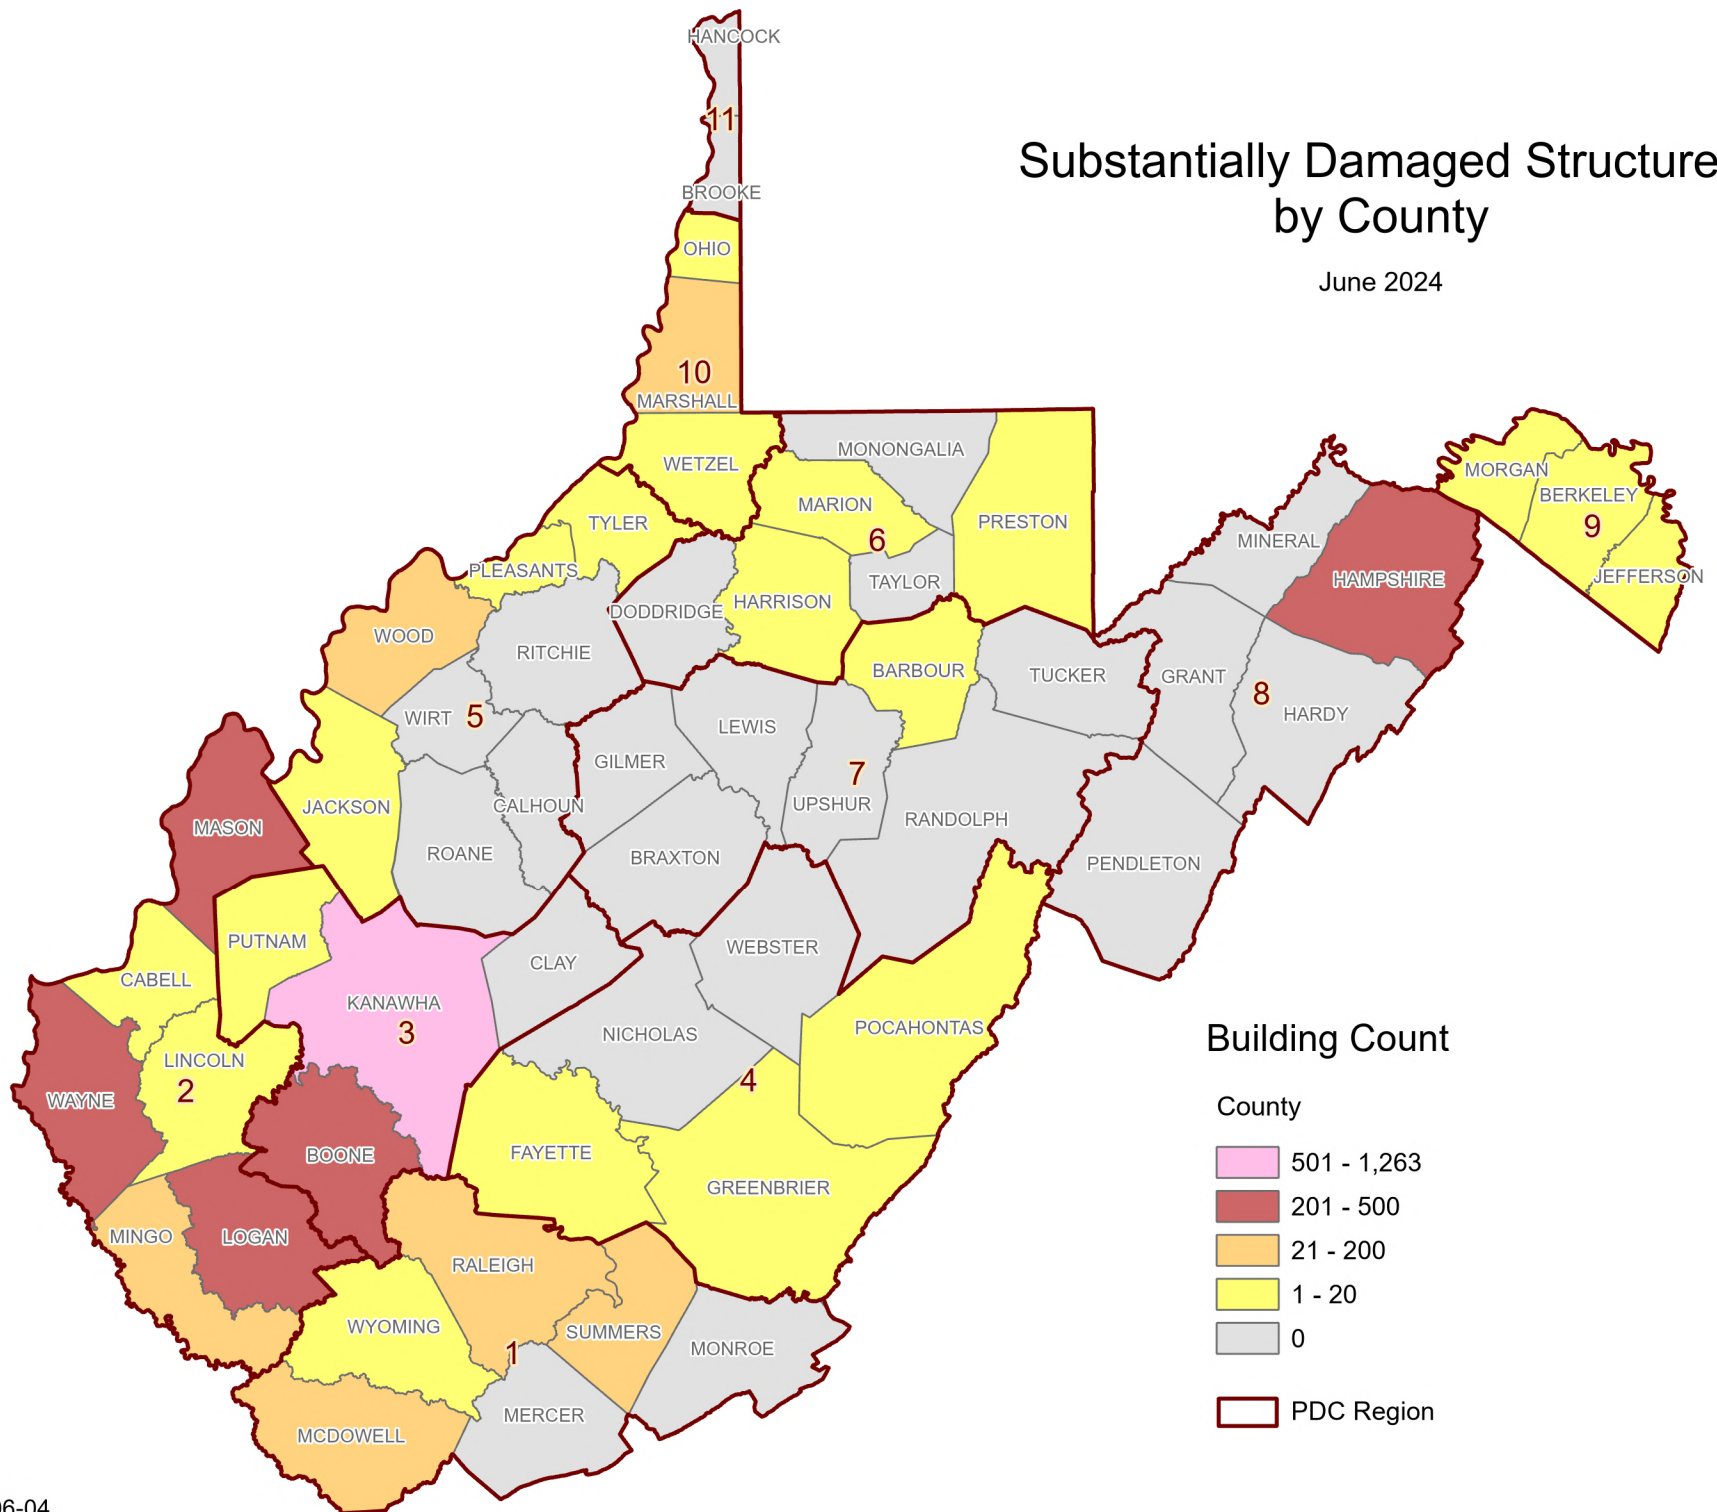 HANCOCK
11
BROOKE
OHIO
Substantially Damaged Structure
by County
June 2024
10
MARSHALL
WETZEL
MONONGALIA
MARION
6
PRESTON
TYLER
PLEASANTS
TAYLOR
HARRISON
DODDRIDGE
WOOD
RITCHIE
BARBOUR
TUCKER
MINERAL
HAMPSHIRE
MORGAN
BERKELEY
9
JEFFERSON
GRANT
8
HARDY
WIRT
5
LEWIS
GILMER
7
UPSHUR
RANDOLPH
JACKSON
CALHOUN
MASON
ROANE
BRAXTON
PENDLETON
PUTNAM
WEBSTER
CLAY
CABELL
KANAWHA
3
NICHOLAS
POCAHONTAS
LINCOLN
2
WAYNE
4
BOONE
FAYETTE
GREENBRIER
MINGO
LOGAN
RALEIGH
WYOMING
SUMMERS
1
MONROE
MERCER
MCDOWELL
Building Count
County
501 - 1,263
201 - 500
21 - 200
1 - 20
0
PDC Region
06-04